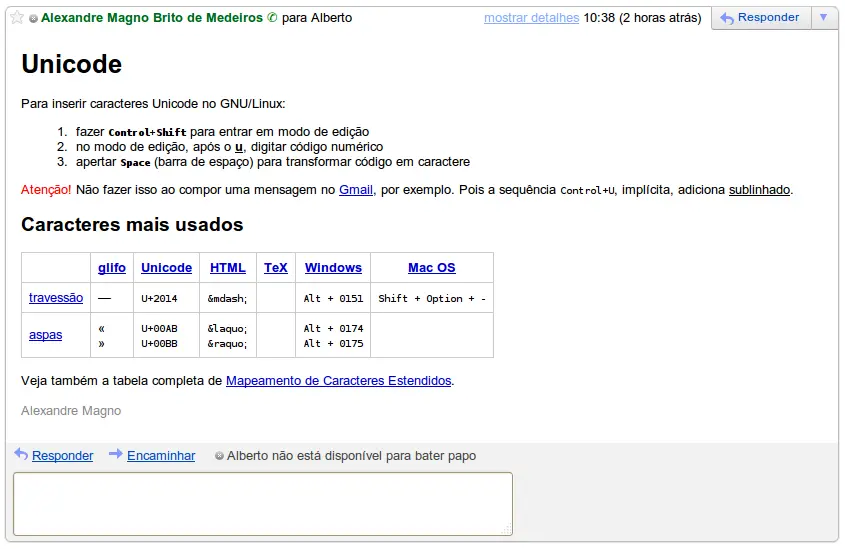 Alexandre Magno Brito de Medeiros ✆ para Alberto mostrar detalhes 10:38 (2 horas atrás) Responder ▼
Unicode
Para inserir caracteres Unicode no GNU/Linux:
1. fazer Control+Shift para entrar em modo de edição
2. no modo de edição, após o u, digitar código numérico
3. apertar Space (barra de espaço) para transformar código em caractere
Atenção! Não fazer isso ao compor uma mensagem no Gmail, por exemplo. Pois a sequência Control+U, implícita, adiciona sublinhado.
Caracteres mais usados
glifo Unicode HTML TeX Windows Mac OS
travessão — U+2014 &mdash; Alt + 0151 Shift + Option + -
aspas « U+00AB &laquo; Alt + 0174
» U+00BB &raquo; Alt + 0175
Veja também a tabela completa de Mapeamento de Caracteres Estendidos.
Alexandre Magno
Responder Encaminhar Alberto não está disponível para bater papo